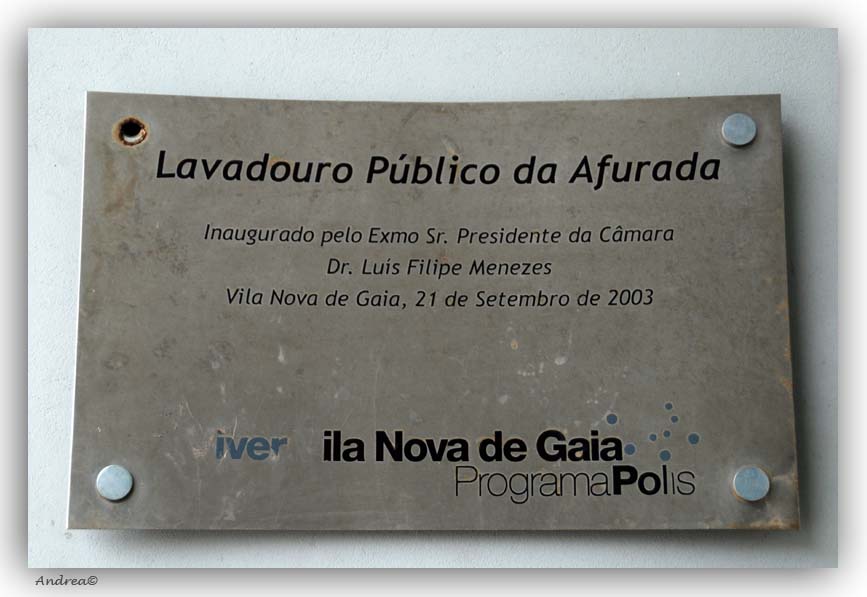 Lavadouro Público da Afurada
Inaugurado pelo Exmo Sr. Presidente da Câmara
Dr. Luís Filipe Menezes
Vila Nova de Gaia, 21 de Setembro de 2003
iver ila Nova de Gaia
ProgramaPolis
Andrea©